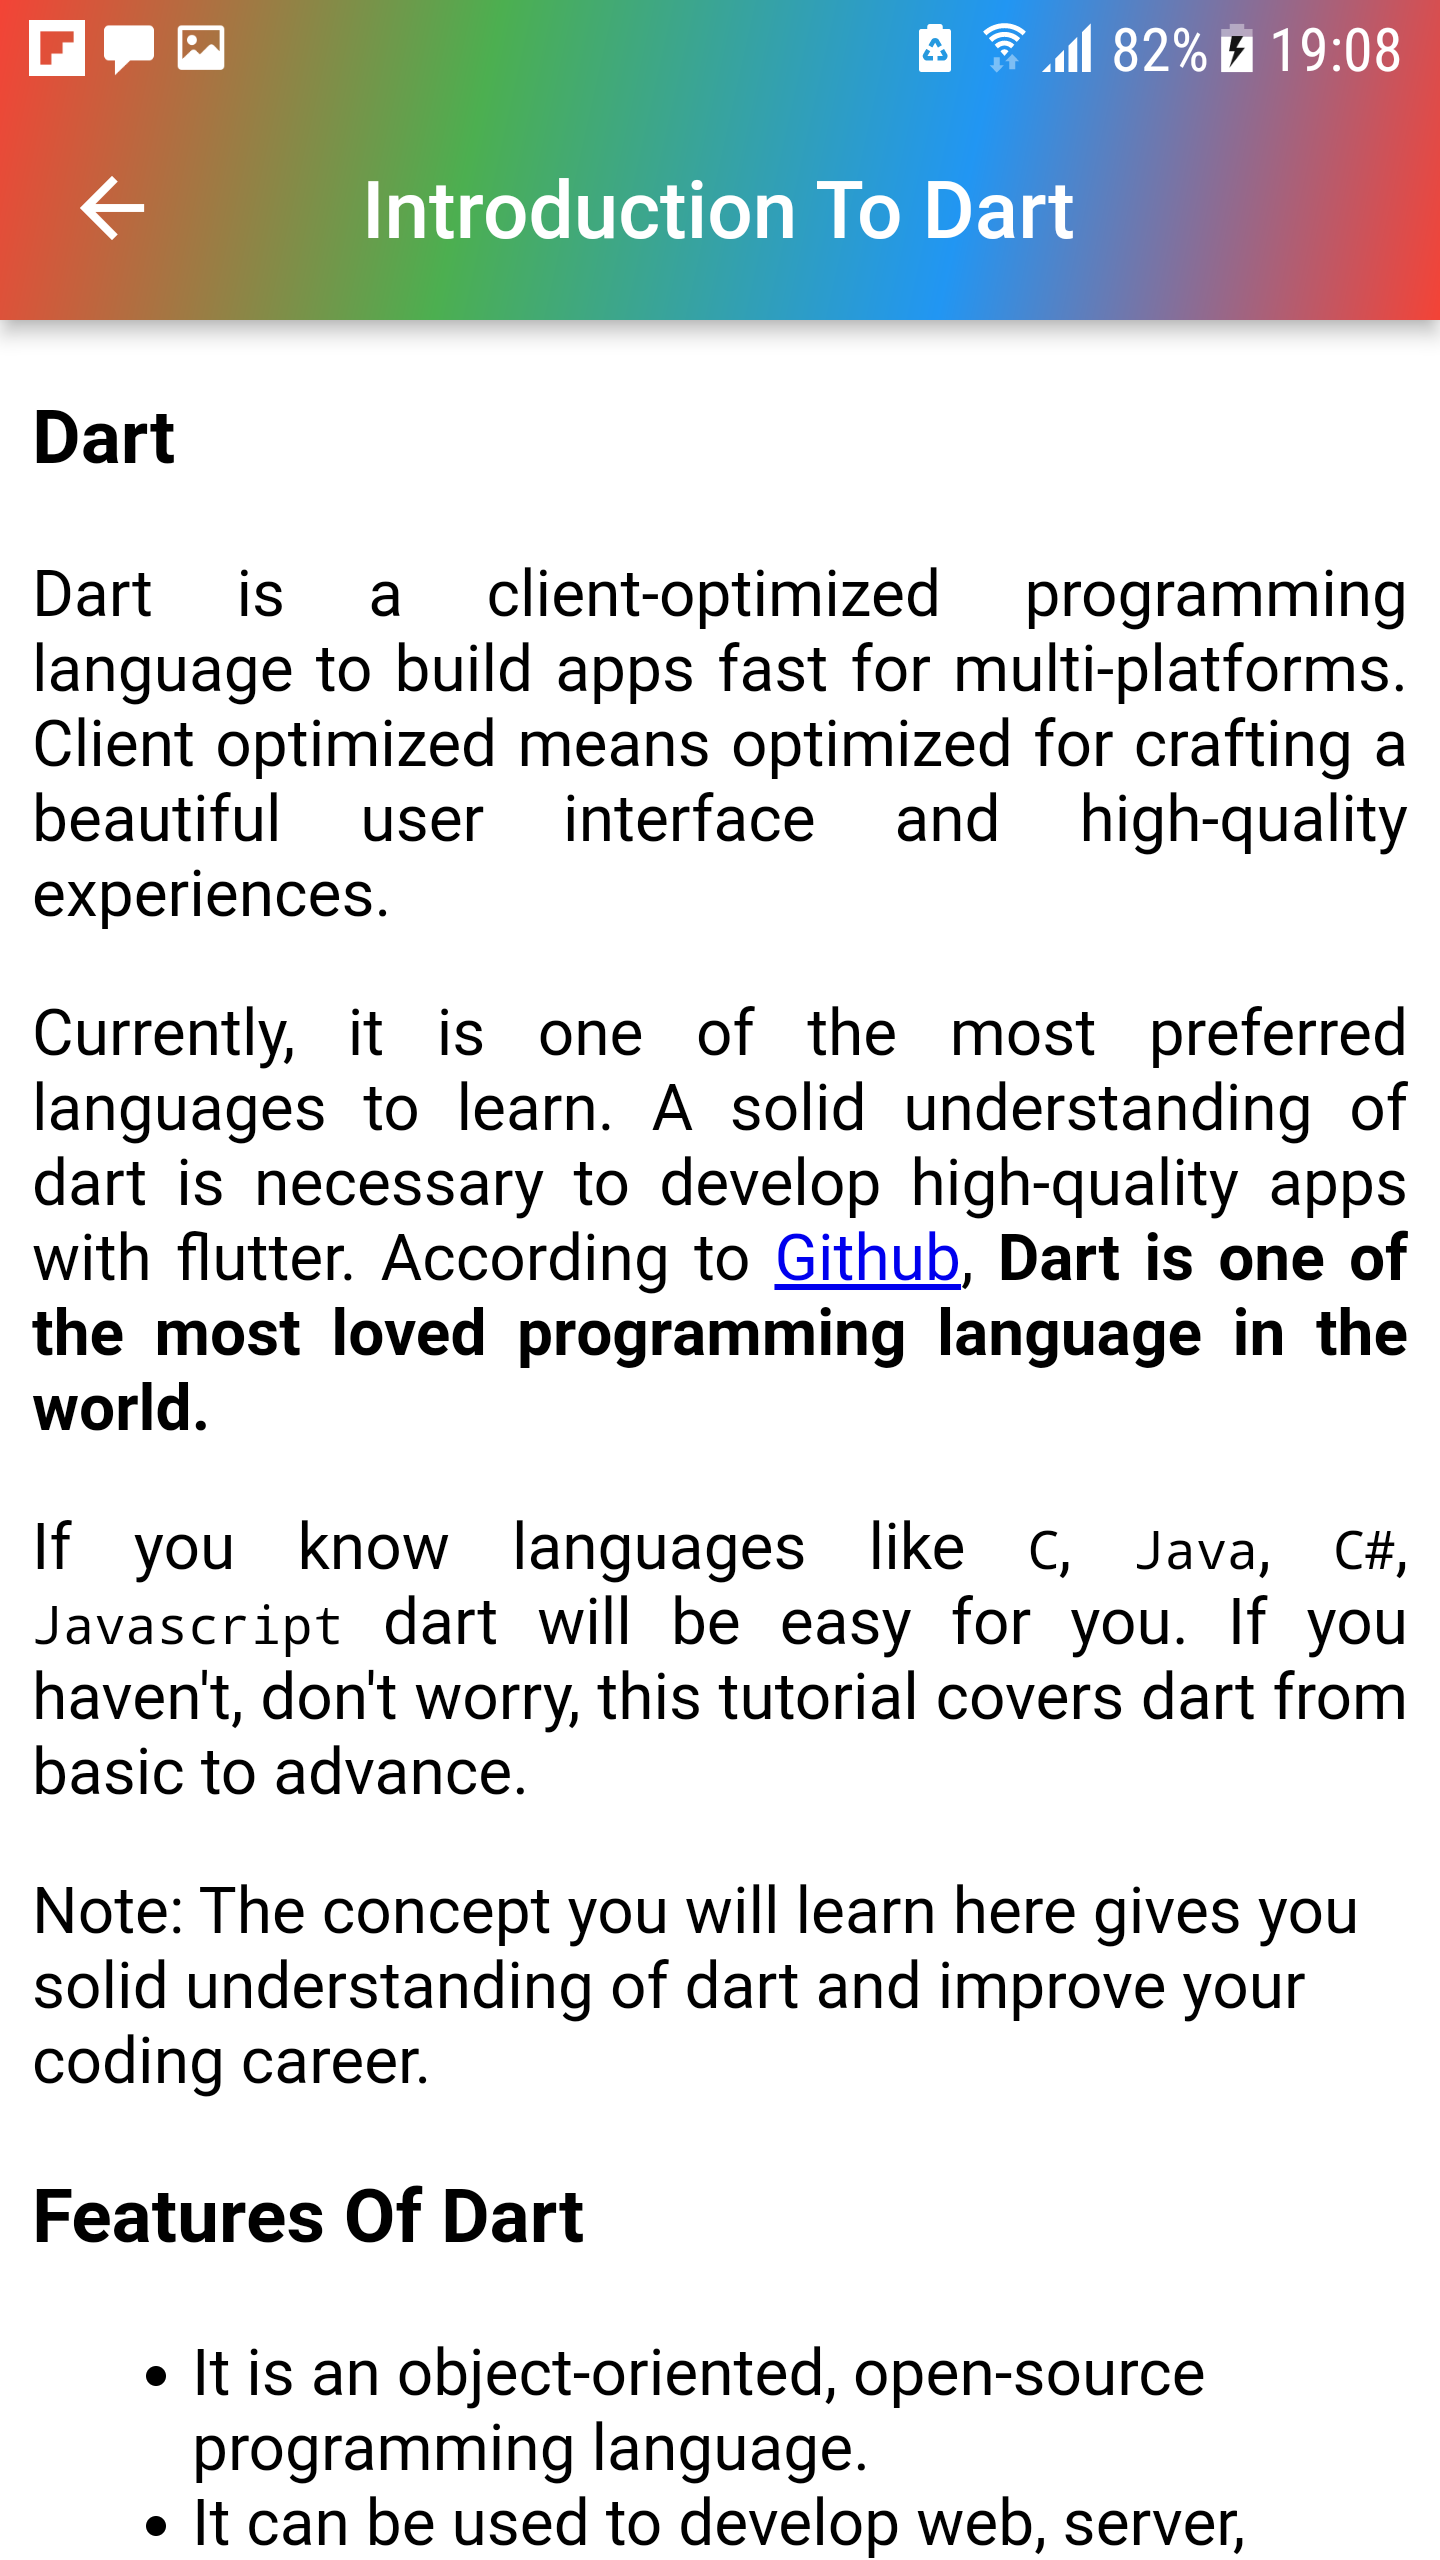 82% 19:08
Introduction To Dart
Dart
Dart is a client-optimized programming
language to build apps fast for multi-platforms.
Client optimized means optimized for crafting a
beautiful user interface and high-quality
experiences.
Currently, it is one of the most preferred
languages to learn. A solid understanding of
dart is necessary to develop high-quality apps
with flutter. According to Github, Dart is one of
the most loved programming language in the
world.
If you know languages like C, Java, C#,
Javascript dart will be easy for you. If you
haven't, don't worry, this tutorial covers dart from
basic to advance.
Note: The concept you will learn here gives you
solid understanding of dart and improve your
coding career.
Features Of Dart
• It is an object-oriented, open-source
programming language.
• It can be used to develop web, server,